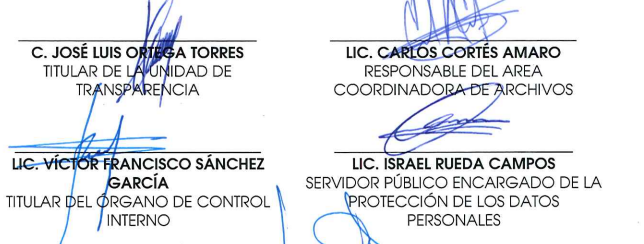 C. JOSÉ LUIS ORTEGA TORRES
TITULAR DE LA UNIDAD DE
TRANSPARENCIA
LIC. CARLOS CORTÉS AMARO
RESPONSABLE DEL AREA
COORDINADORA DE ARCHIVOS
LIC. VÍCTOR FRANCISCO SÁNCHEZ
GARCÍA
TITULAR DEL ÓRGANO DE CONTROL
INTERNO
LIC. ISRAEL RUEDA CAMPOS
SERVIDOR PÚBLICO ENCARGADO DE LA
PROTECCIÓN DE LOS DATOS
PERSONALES